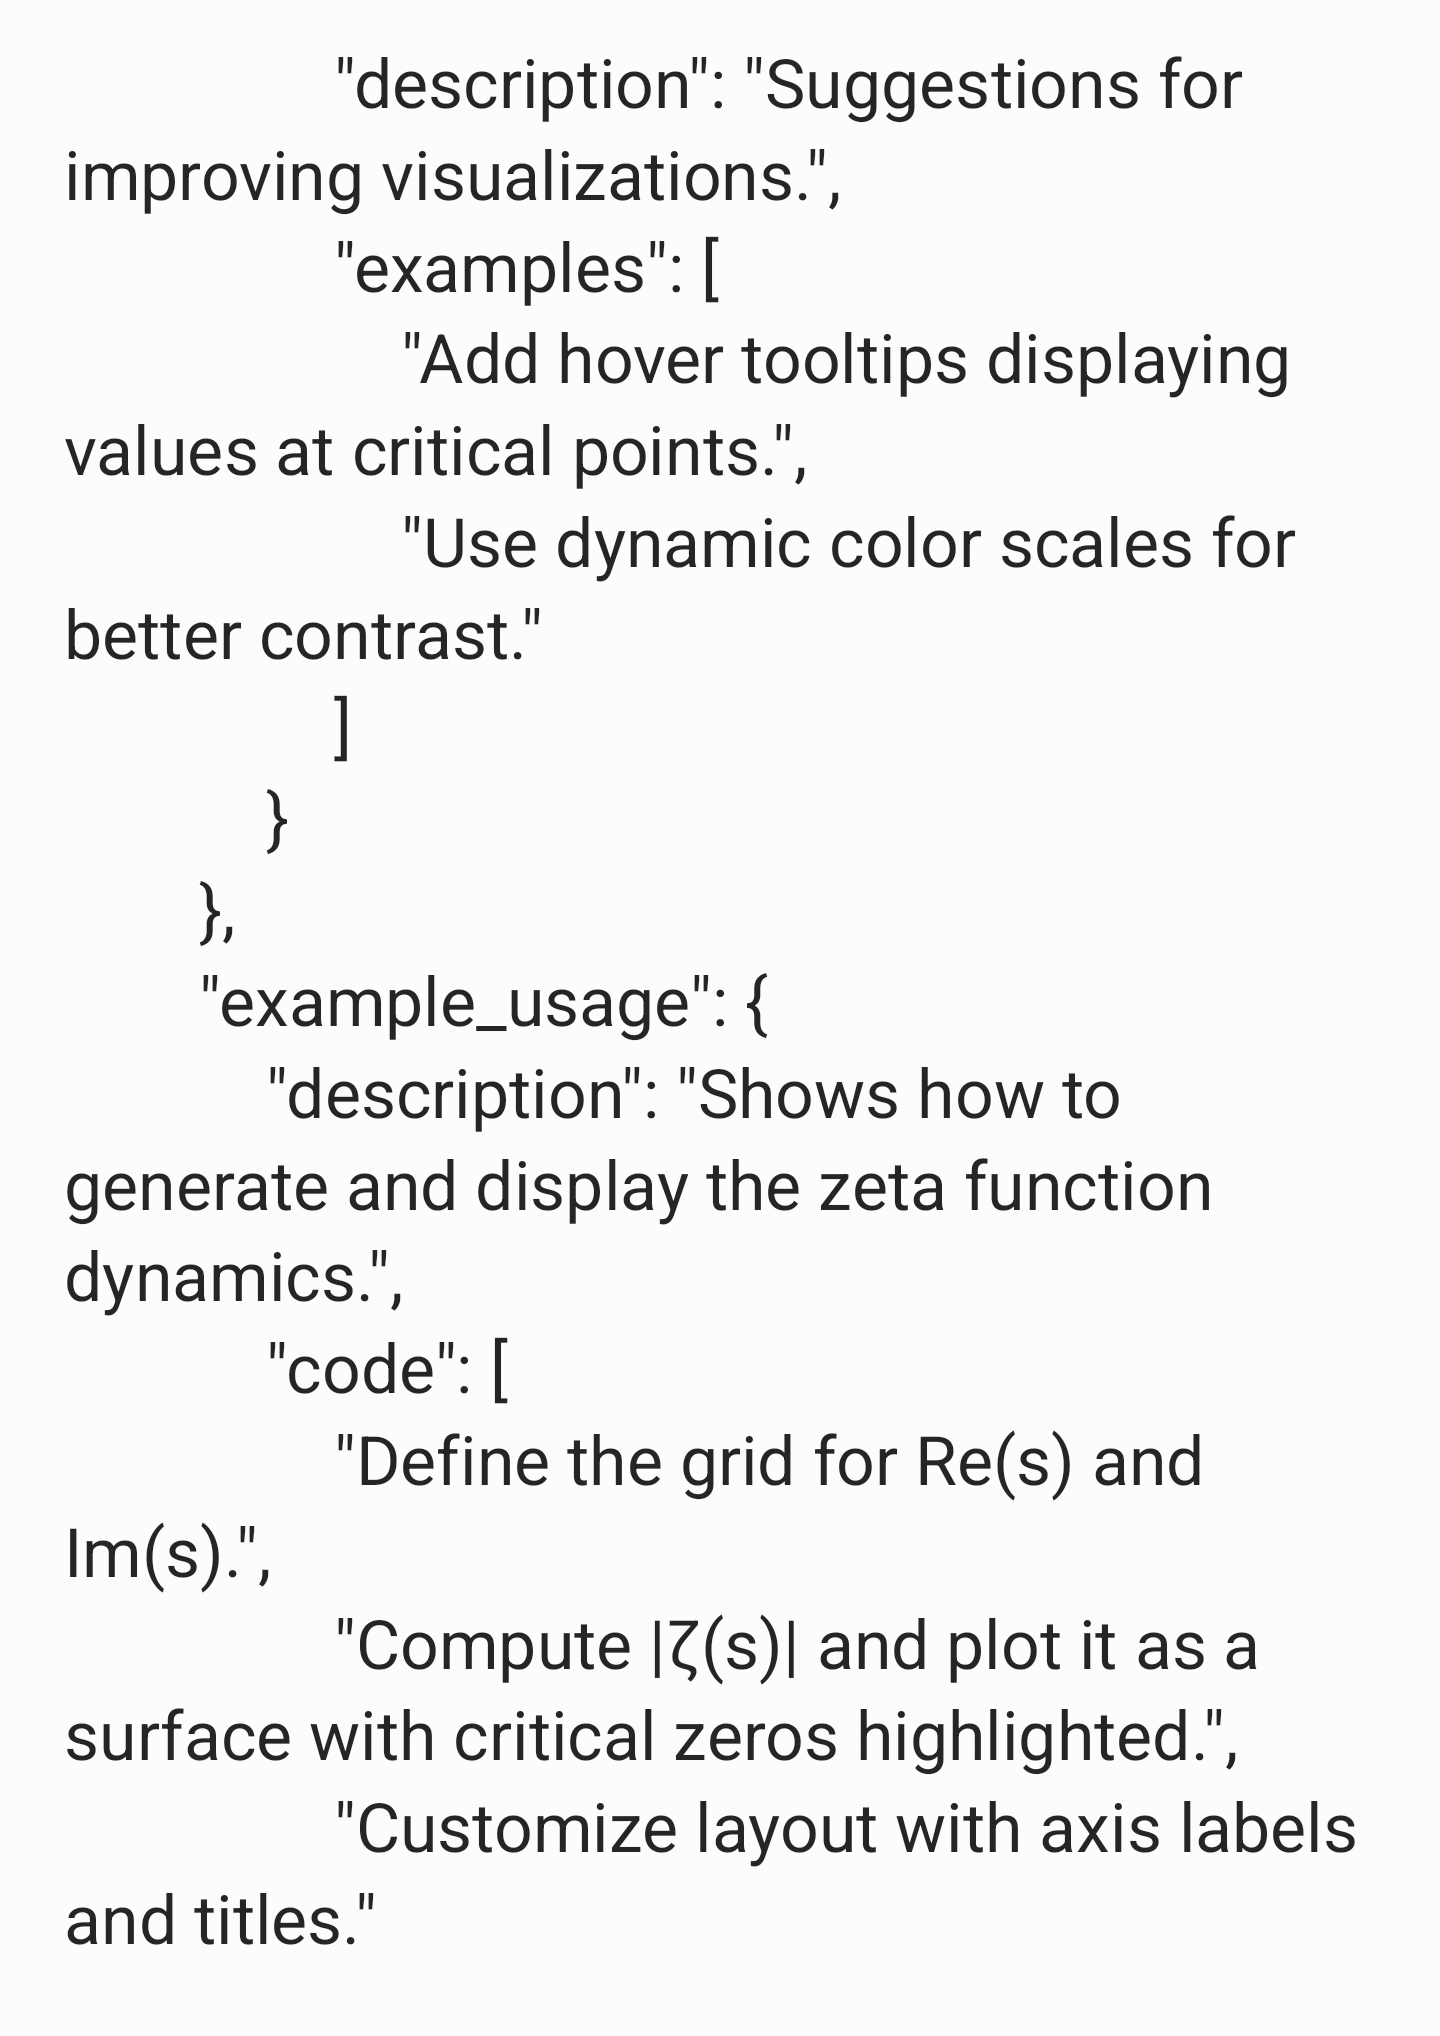 "description": "Suggestions for
improving visualizations.",
"examples": [
"Add hover tooltips displaying
values at critical points.",
"Use dynamic color scales for
better contrast."
]
}
},
"example_usage": {
"description": "Shows how to
generate and display the zeta function
dynamics.",
"code": [
"Define the grid for Re(s) and
Im(s).",
"Compute |ζ(s)| and plot it as a
surface with critical zeros highlighted.",
"Customize layout with axis labels
and titles."